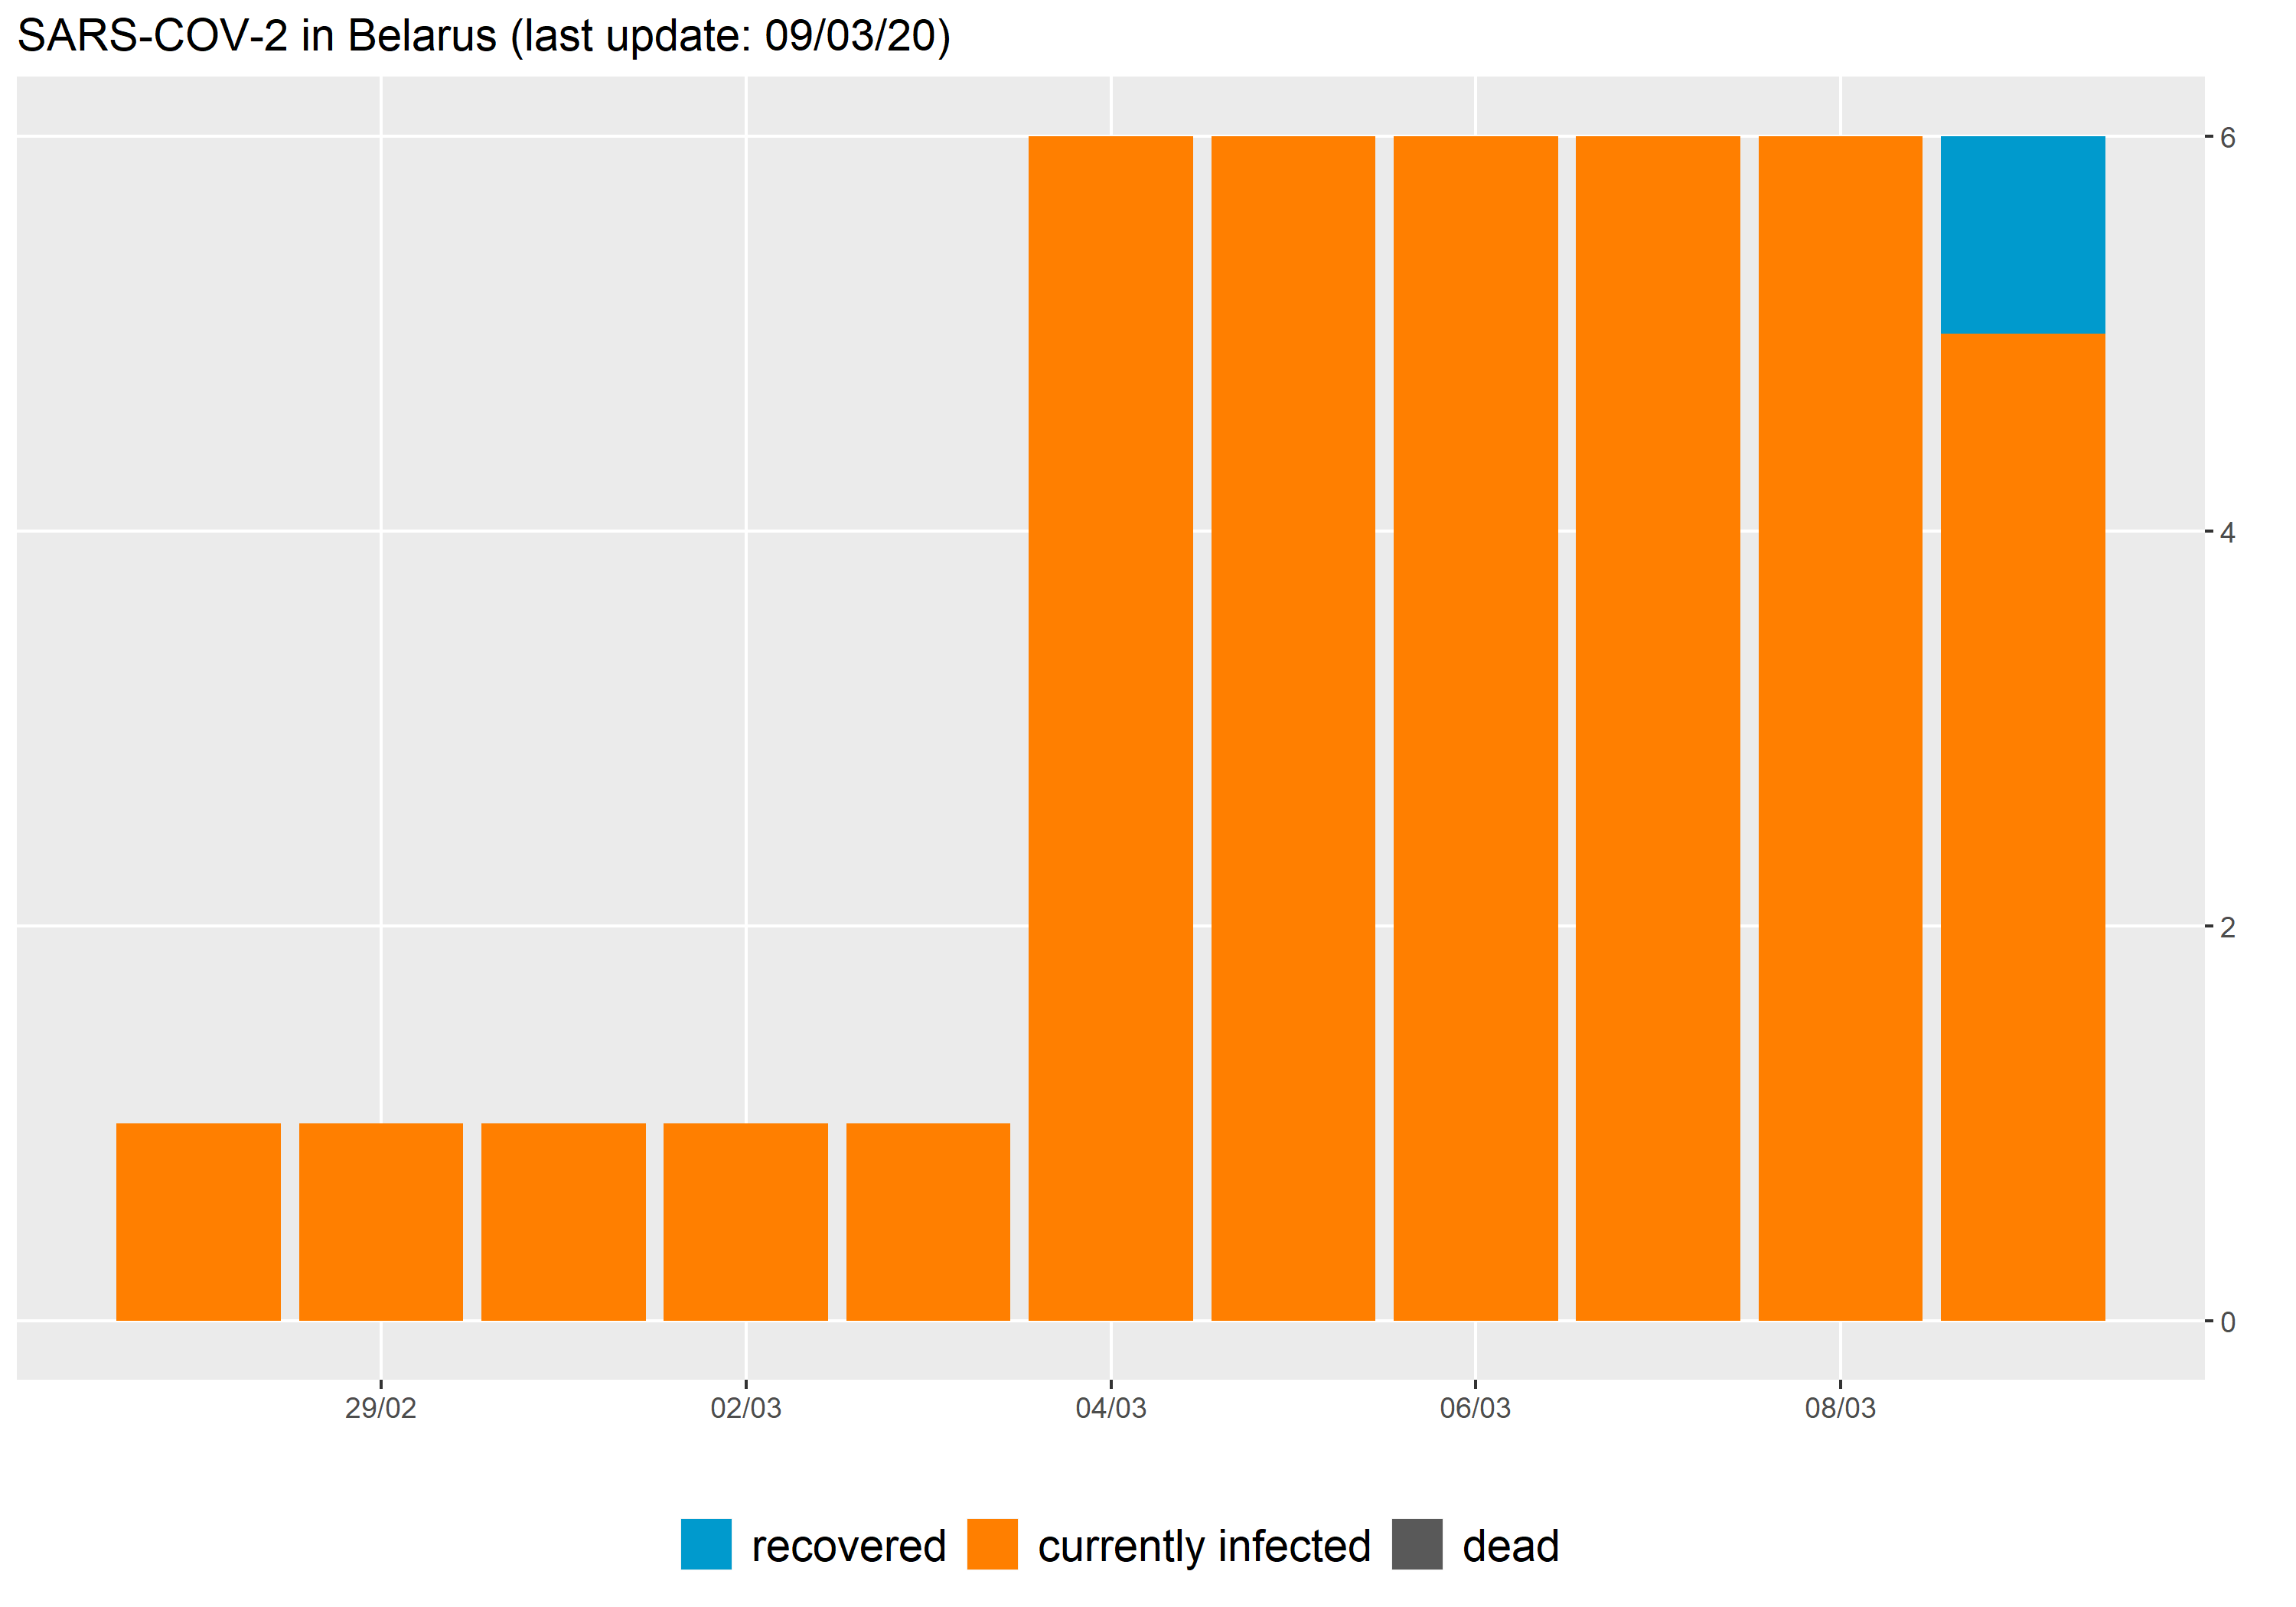 SARS-COV-2 in Belarus (last update: 09/03/20)
6
4
2
0
29/02 02/03 04/03 06/03 08/03
recovered currently infected dead